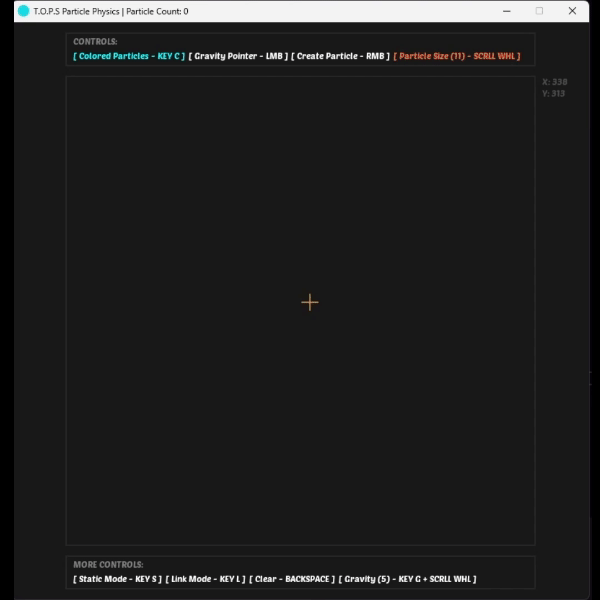 T.O.P.S Particle Physics | Particle Count: 0
CONTROLS:
[ Colored Particles - KEY C ] [ Gravity Pointer - LMB ] [ Create Particle - RMB ] [ Particle Size (11) - SCRLL WHL ]
X: 338
Y: 313
MORE CONTROLS:
[ Static Mode - KEY S ] [ Link Mode - KEY L ] [ Clear - BACKSPACE ] [ Gravity (5) - KEY G + SCRLL WHL ]